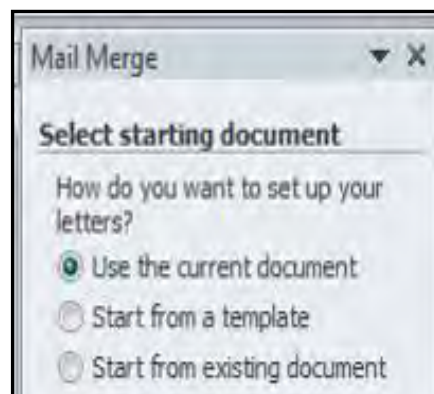 Mail Merge
Select starting document
How do you want to set up your
letters?
Use the current document
Start from a template
Start from existing document